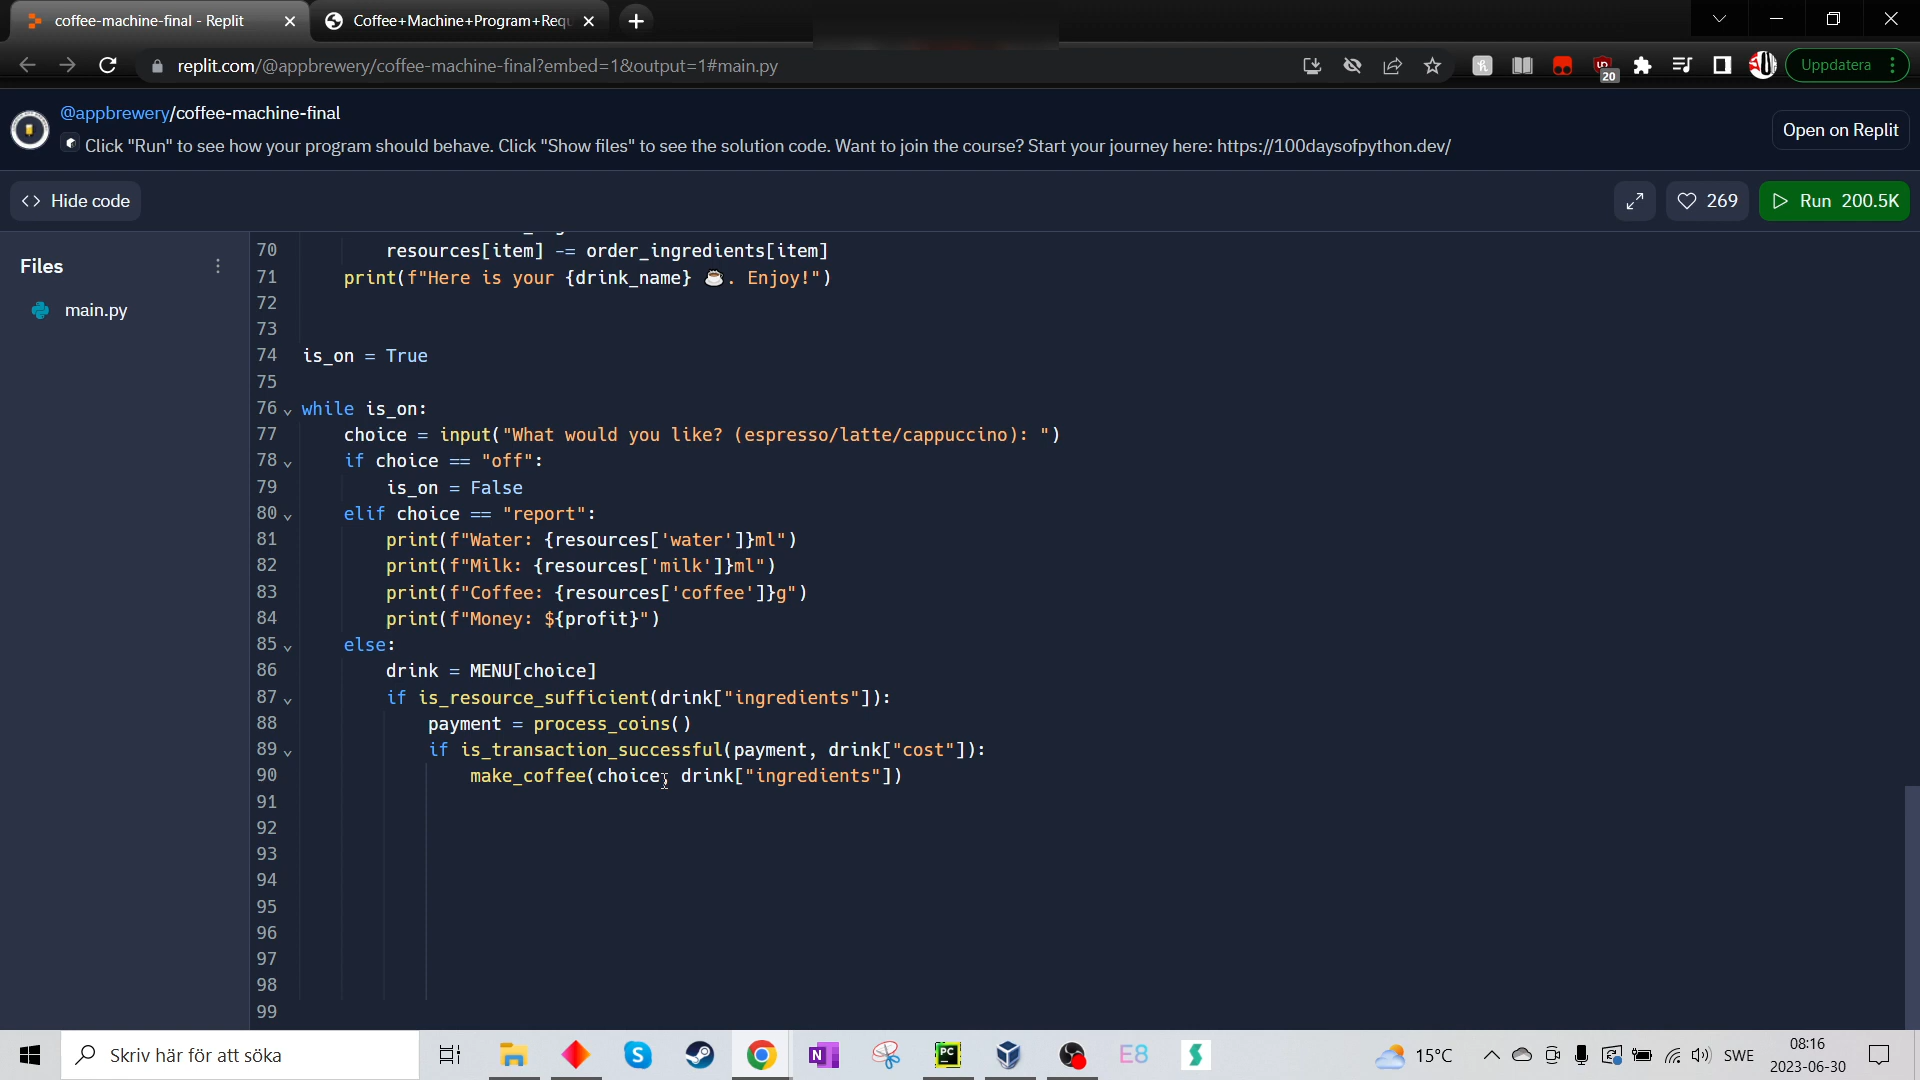 coffee-machine-final - Replit
Coffee+Machine+Program+Requ
replit.com/@appbrewery/coffee-machine-final?embed=1&output=1#main.py
20
Uppdatera
@appbrewery/coffee-machine-final
Click "Run" to see how your program should behave. Click "Show files" to see the solution code. Want to join the course? Start your journey here: https://100daysofpython.dev/
Open on Replit
<> Hide code
269
Run 200.5K
Files
main.py
70 resources[item] -= order_ingredients[item]
71 print(f"Here is your {drink_name} ☕. Enjoy!")
72
73
74 is_on = True
75
76 while is_on:
77 choice = input("What would you like? (espresso/latte/cappuccino): ")
78 if choice == "off":
79 is_on = False
80 elif choice == "report":
81 print(f"Water: {resources['water']}ml")
82 print(f"Milk: {resources['milk']}ml")
83 print(f"Coffee: {resources['coffee']}g")
84 print(f"Money: ${profit}")
85 else:
86 drink = MENU[choice]
87 if is_resource_sufficient(drink["ingredients"]):
88 payment = process_coins()
89 if is_transaction_successful(payment, drink["cost"]):
90 make_coffee(choice, drink["ingredients"])
91
92
93
94
95
96
97
98
99
Skriv här för att söka
N
PC
E8
15°C
SWE
08:16
2023-06-30